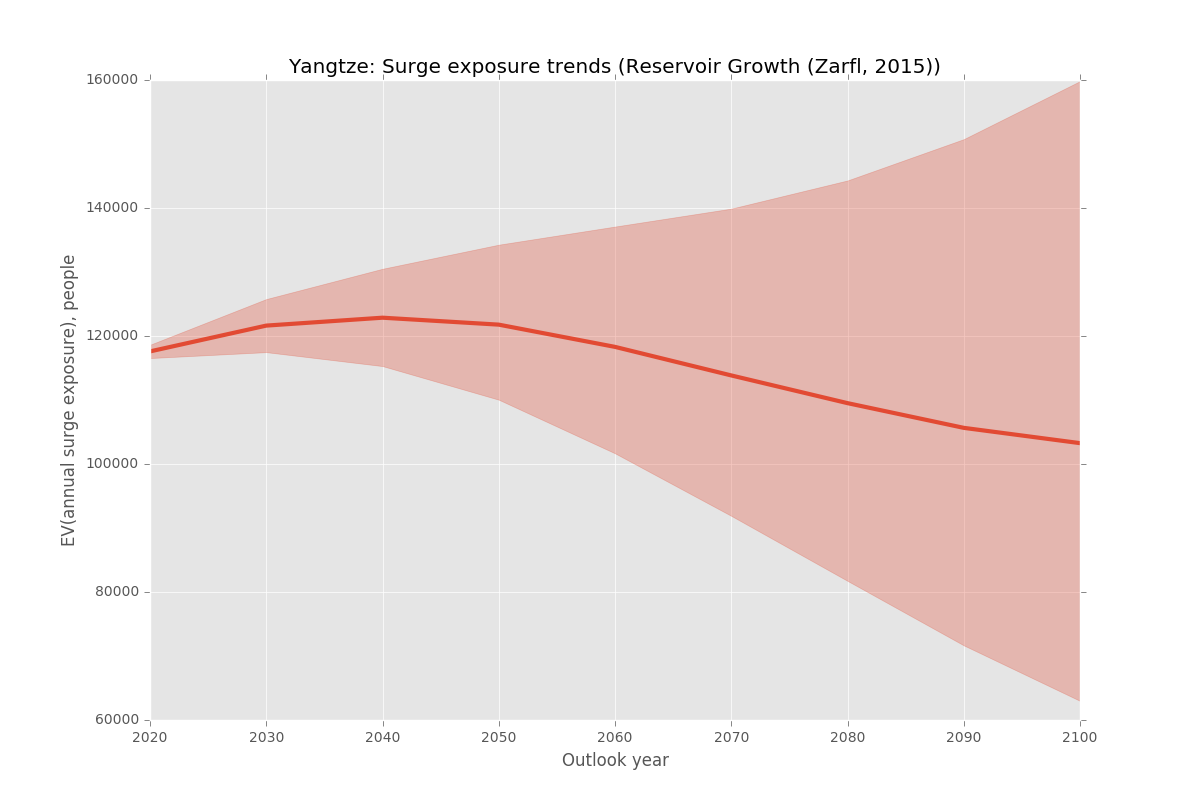 Yangtze: Surge exposure trends (Reservoir Growth (Zarfl, 2015))
160000
140000
120000
100000
80000
60000
EV(annual surge exposure), people
2020 2030 2040 2050 2060 2070 2080 2090 2100
Outlook year